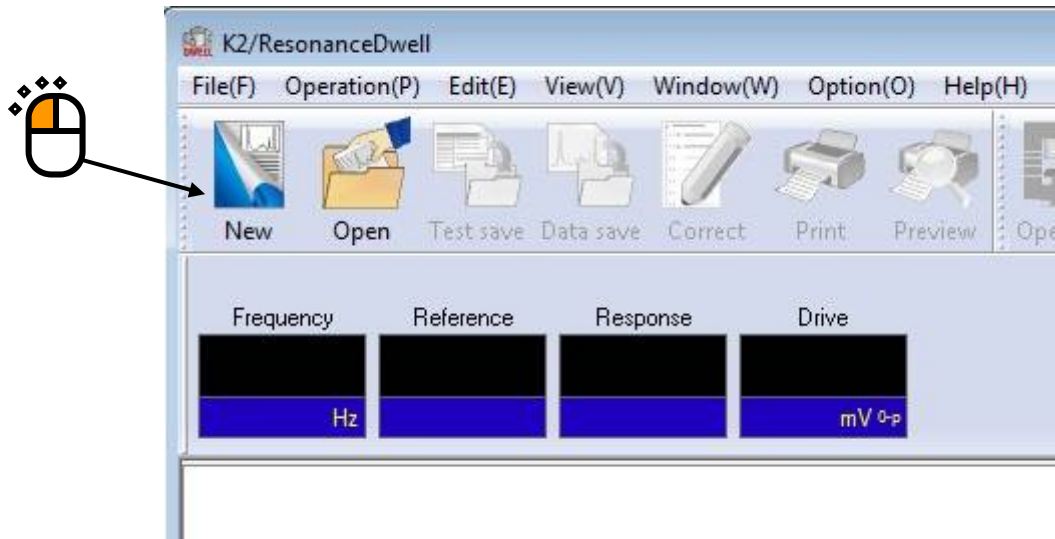 K2/ResonanceDwell
File(F) Operation(P) Edit(E) View(V) Window(W) Option(O) Help(H)
New Open Test save Data save Correct Print Preview Ope
Frequency Reference Response Drive
Hz mV 0-p